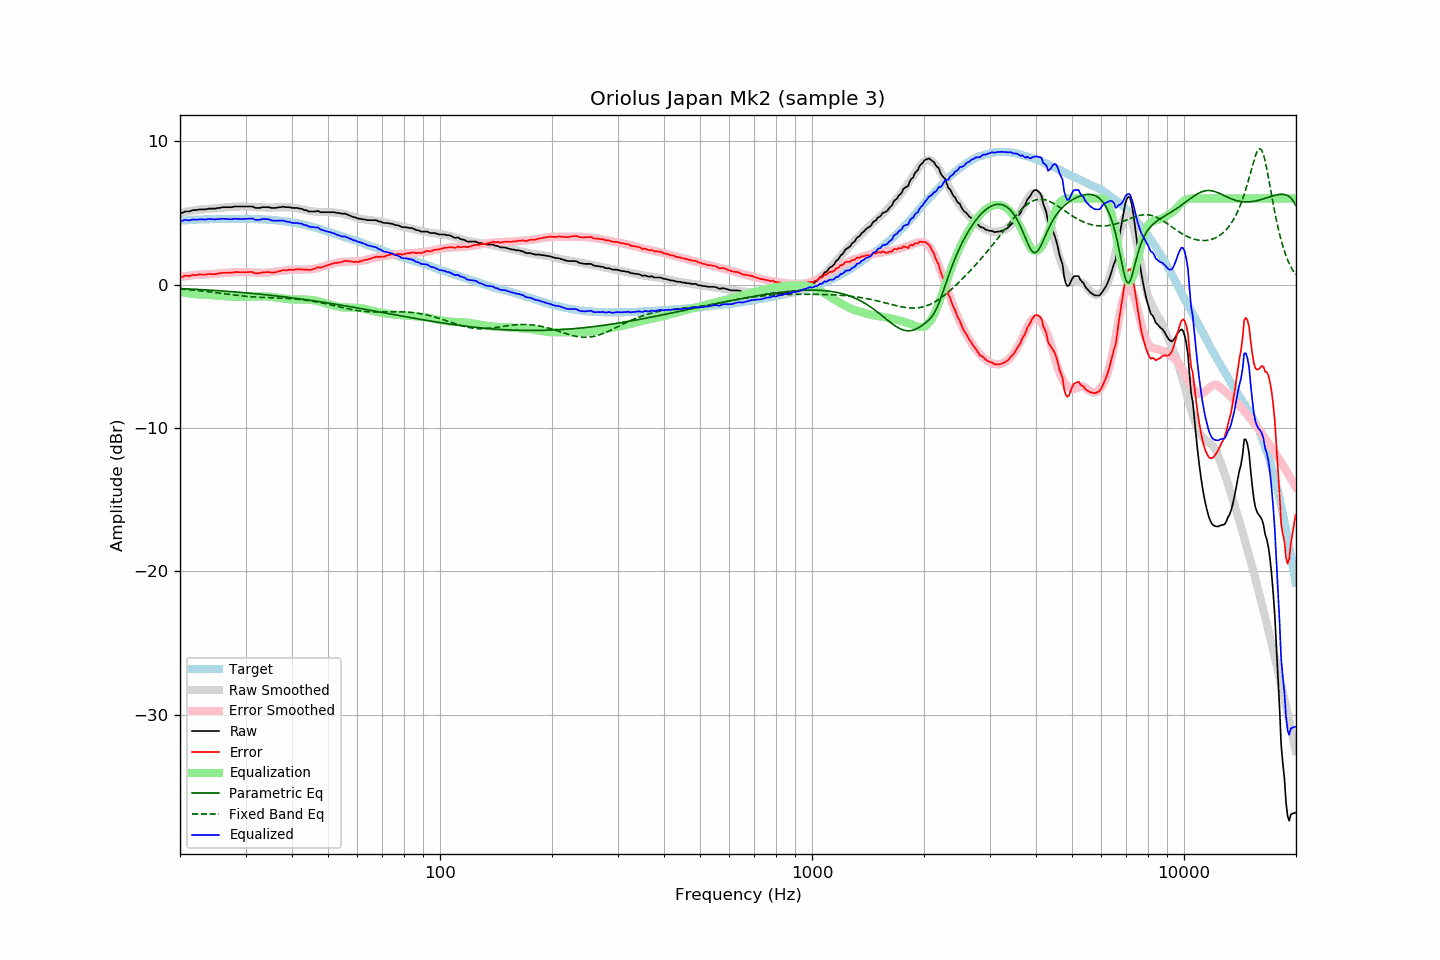 Oriolus Japan Mk2 (sample 3)
10
0
−10
−20
−30
Amplitude (dBr)
Target
Raw Smoothed
Error Smoothed
Raw
Error
Equalization
Parametric Eq
Fixed Band Eq
Equalized
100
1000
10000
Frequency (Hz)